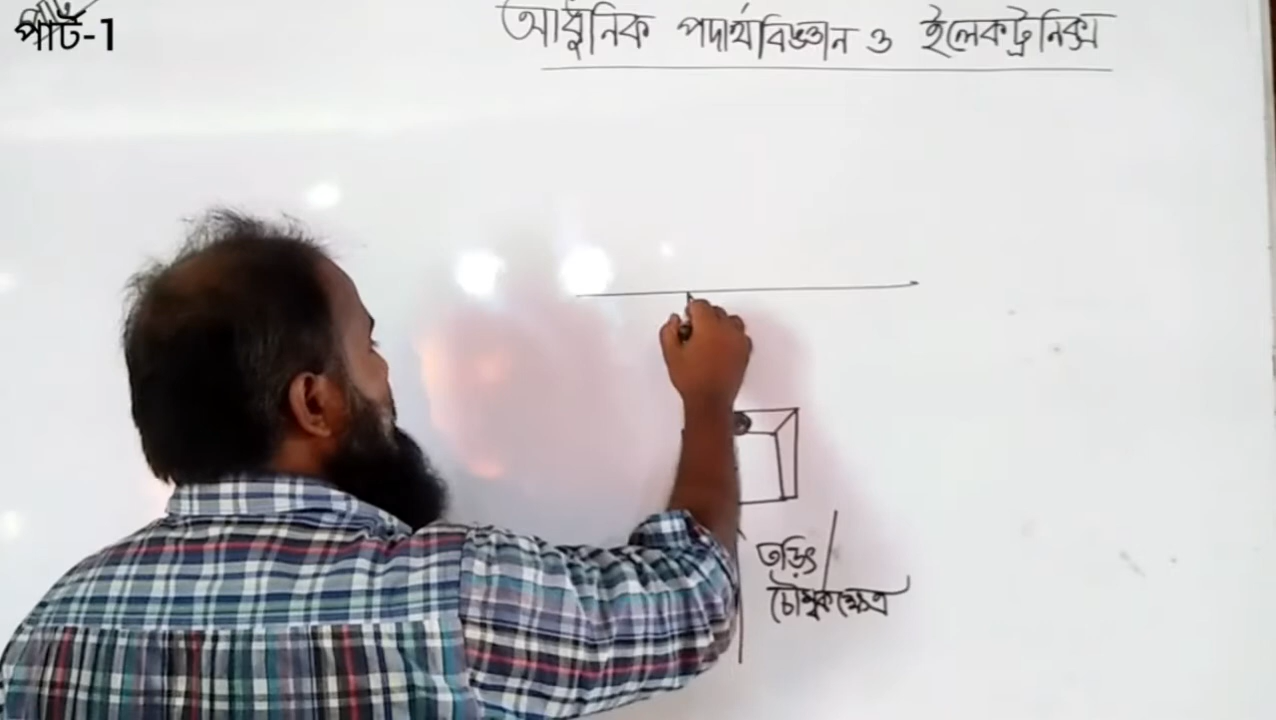 পার্ট-1
আধুনিক পদার্থবিজ্ঞান ও ইলেকট্রনিক্স
তড়িৎ/
চৌম্বকক্ষেত্র